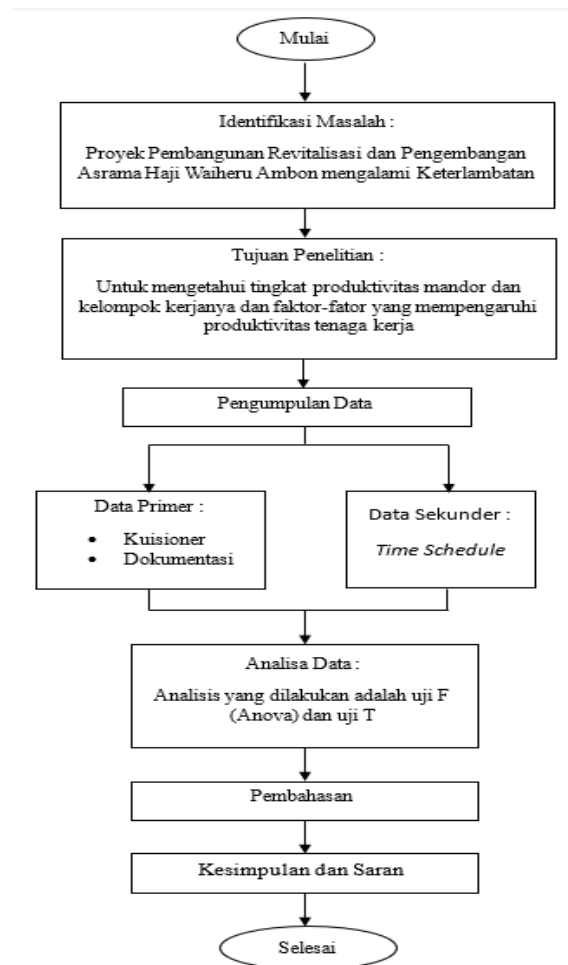 Mulai
Identifikasi Masalah :
Proyek Pembangunan Revitalisasi dan Pengembangan
Asrama Haji Waiheru Ambon mengalami Keterlambatan
Tujuan Penelitian :
Untuk mengetahui tingkat produktivitas mandor dan
kelompok kerjanya dan faktor-fator yang mempengaruhi
produktivitas tenaga kerja
Pengumpulan Data
Data Primer :
• Kuisioner
• Dokumentasi
Data Sekunder :
Time Schedule
Analisa Data :
Analisis yang dilakukan adalah uji F
(Anova) dan uji T
Pembahasan
Kesimpulan dan Saran
Selesai